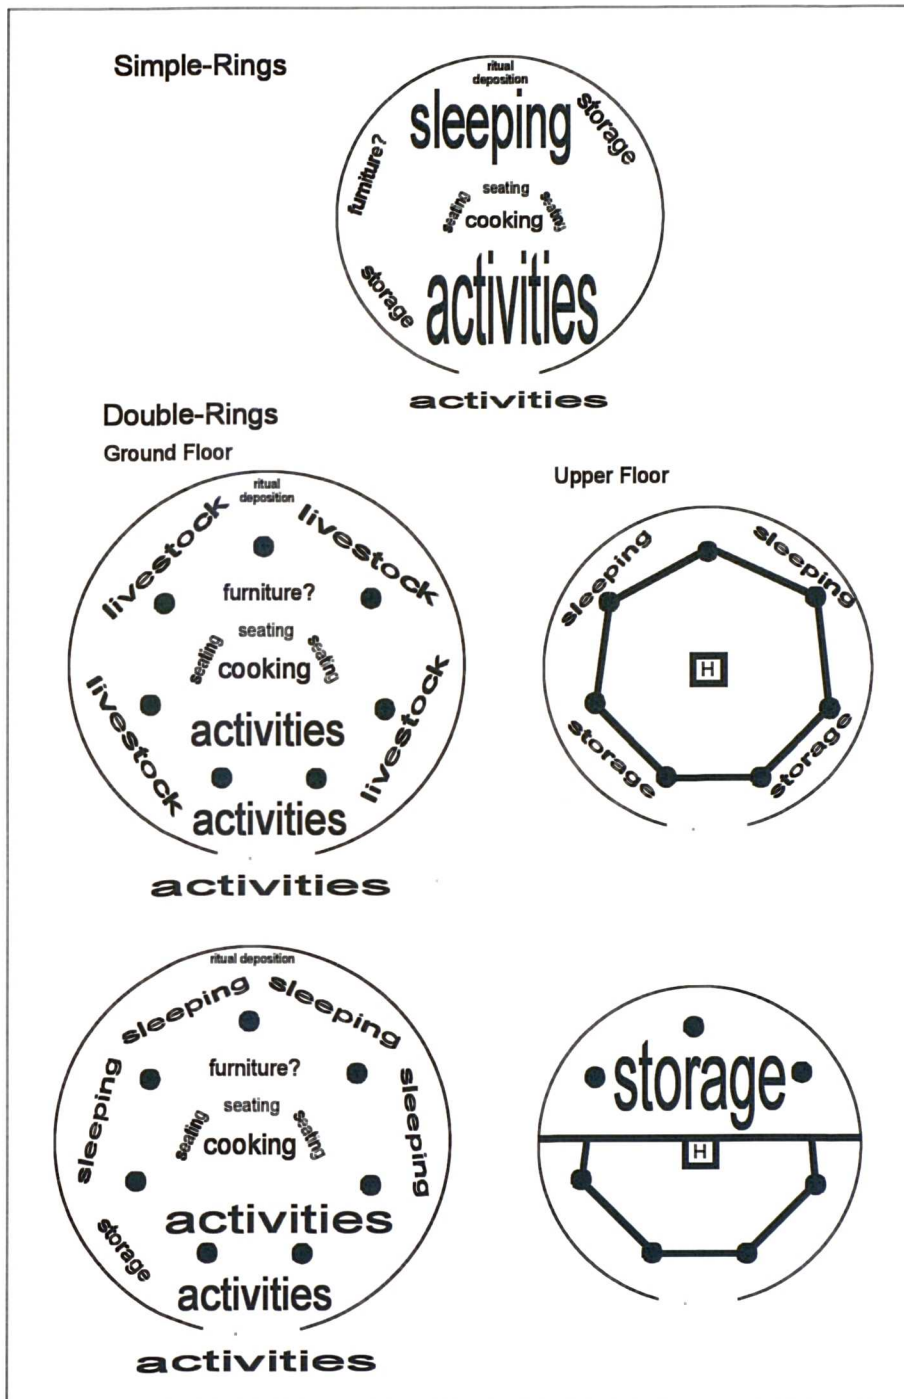 Simple-Rings
ritual
deposition
sleeping
storage
furniture?
seating
seating
seating
cooking
storage
activities
activities
Double-Rings
Ground Floor
Upper Floor
ritual
deposition
livestock
livestock
furniture?
seating
seating
seating
cooking
livestock
livestock
activities
activities
activities
sleeping
sleeping
H
storage
storage
ritual deposition
sleeping
sleeping
sleeping
sleeping
furniture?
seating
seating
seating
cooking
storage
activities
activities
activities
storage
H